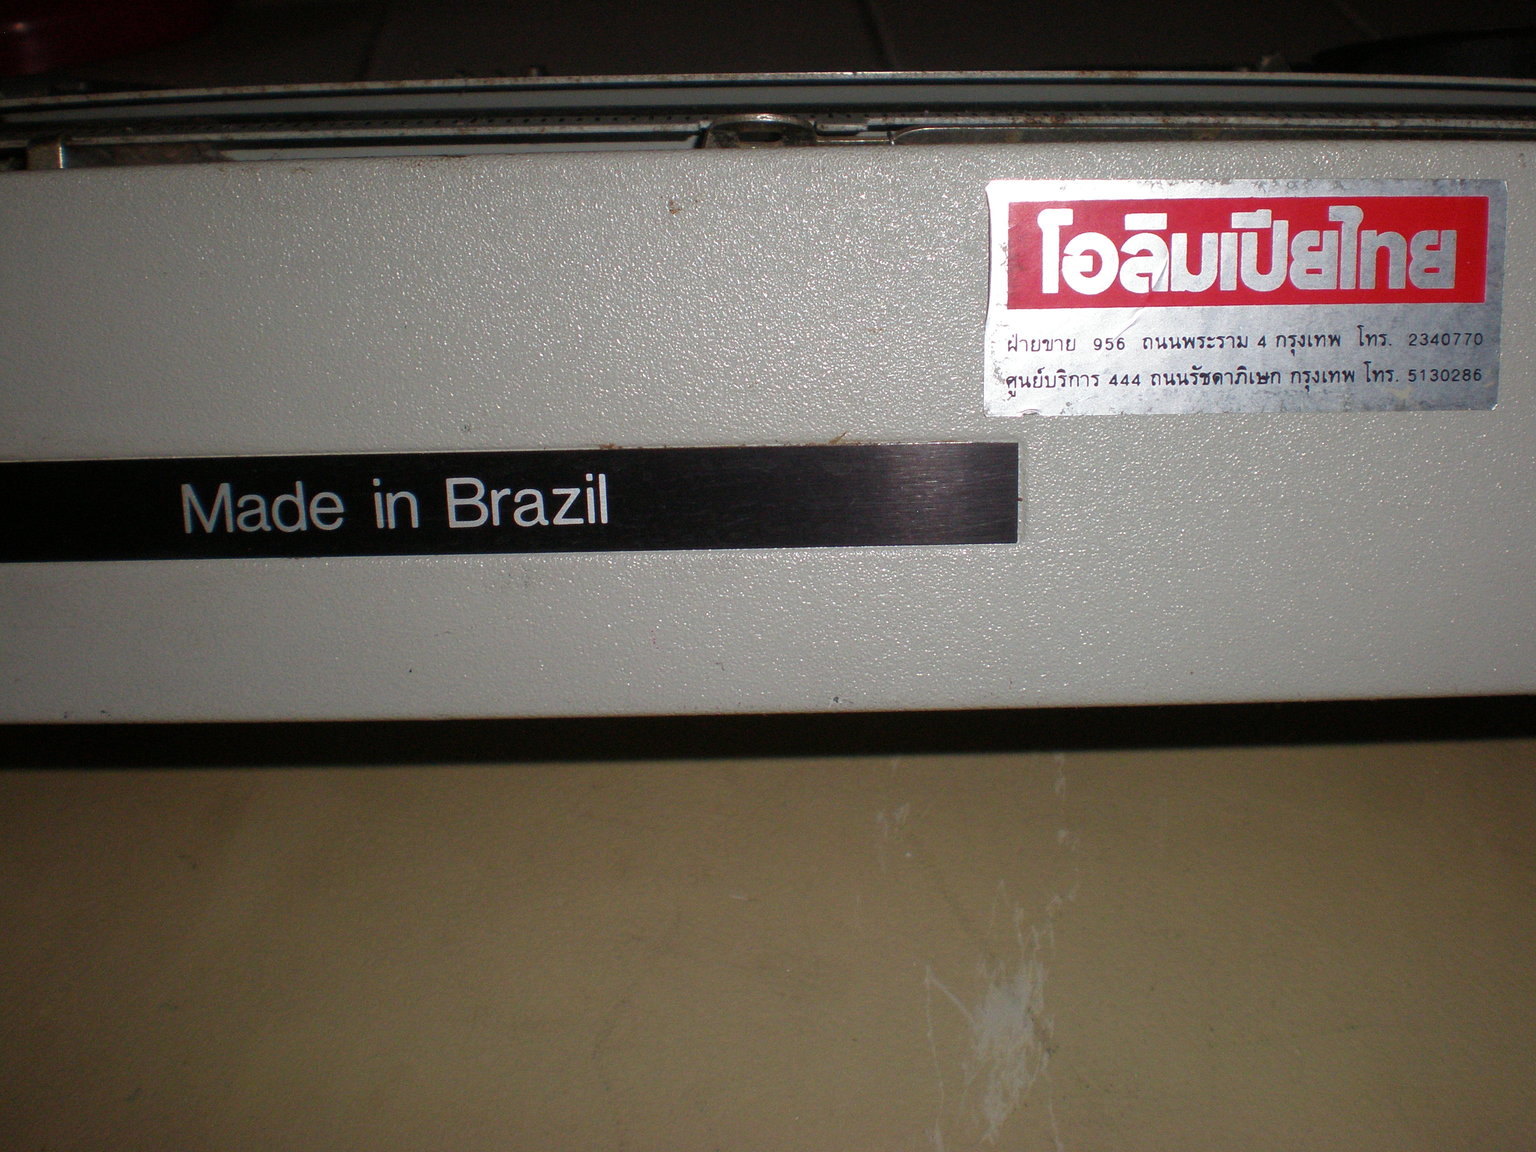 โอลิมเปียไทย
ฝ่ายขาย 956 ถนนพระราม 4 กรุงเทพ โทร. 2340770
ศูนย์บริการ 444 ถนนรัชดาภิเษก กรุงเทพ โทร. 5130286
Made in Brazil